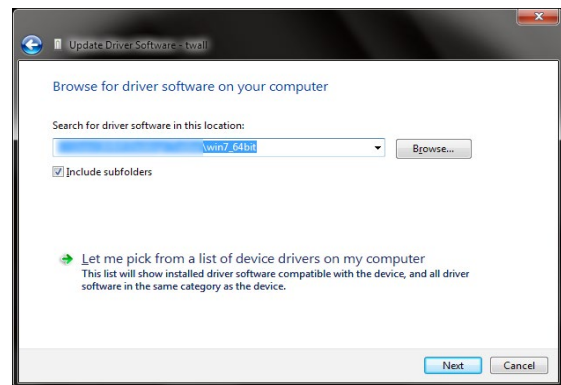 Update Driver Software - twall
Browse for driver software on your computer
Search for driver software in this location:
\win7_64bit
Browse...
Include subfolders
Let me pick from a list of device drivers on my computer
This list will show installed driver software compatible with the device, and all driver
software in the same category as the device.
Next Cancel